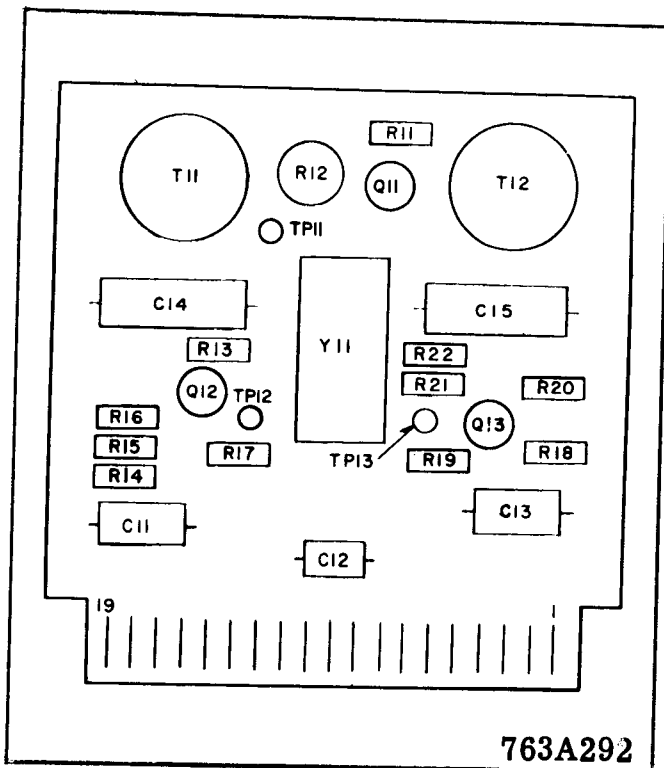 R11
T11
R12
Q11
T12
TP11
C14
Y11
C15
R13
R22
R21
R20
Q12
TP12
R16
Q13
R15
R17
TP13
R19
R18
R14
C11
C13
C12
19
1
763A292